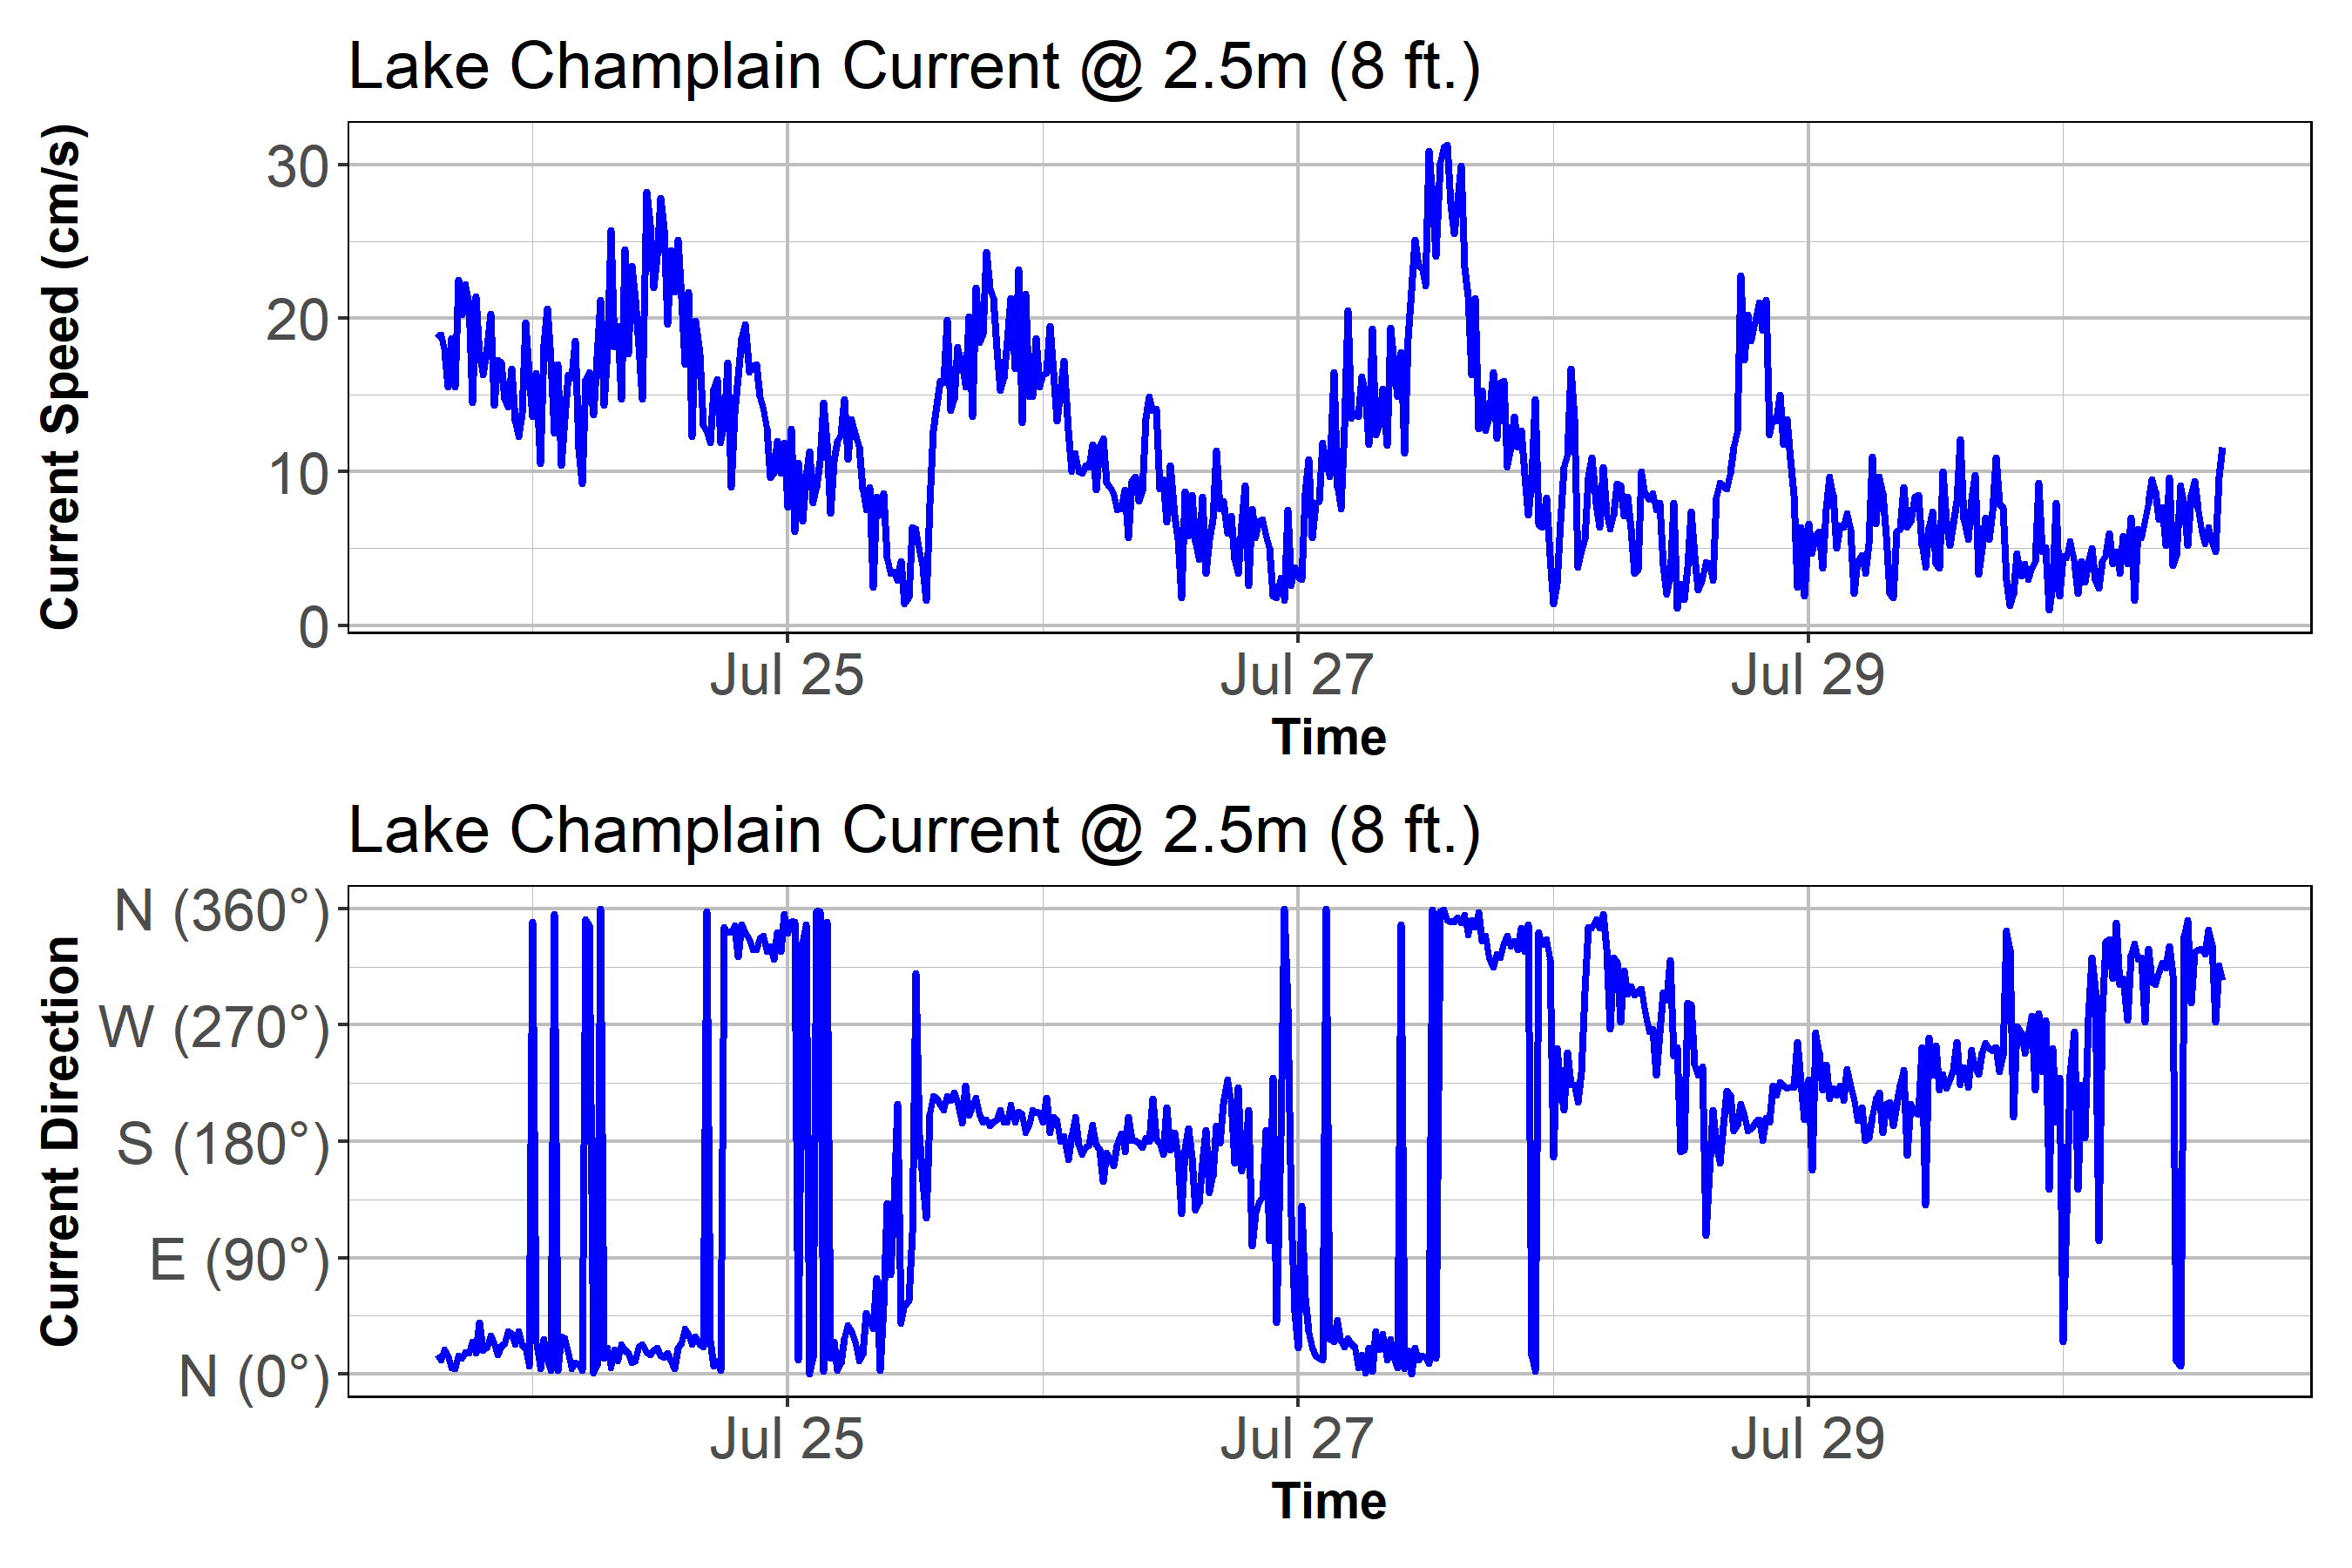 Lake Champlain Current @ 2.5m (8 ft.)
Current Speed (cm/s)
30
20
10
0
Jul 25
Jul 27
Jul 29
Time
Lake Champlain Current @ 2.5m (8 ft.)
Current Direction
N (360°)
W (270°)
S (180°)
E (90°)
N (0°)
Jul 25
Jul 27
Jul 29
Time